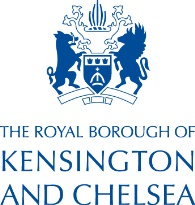 THE ROYAL BOROUGH OF
KENSINGTON
AND CHELSEA